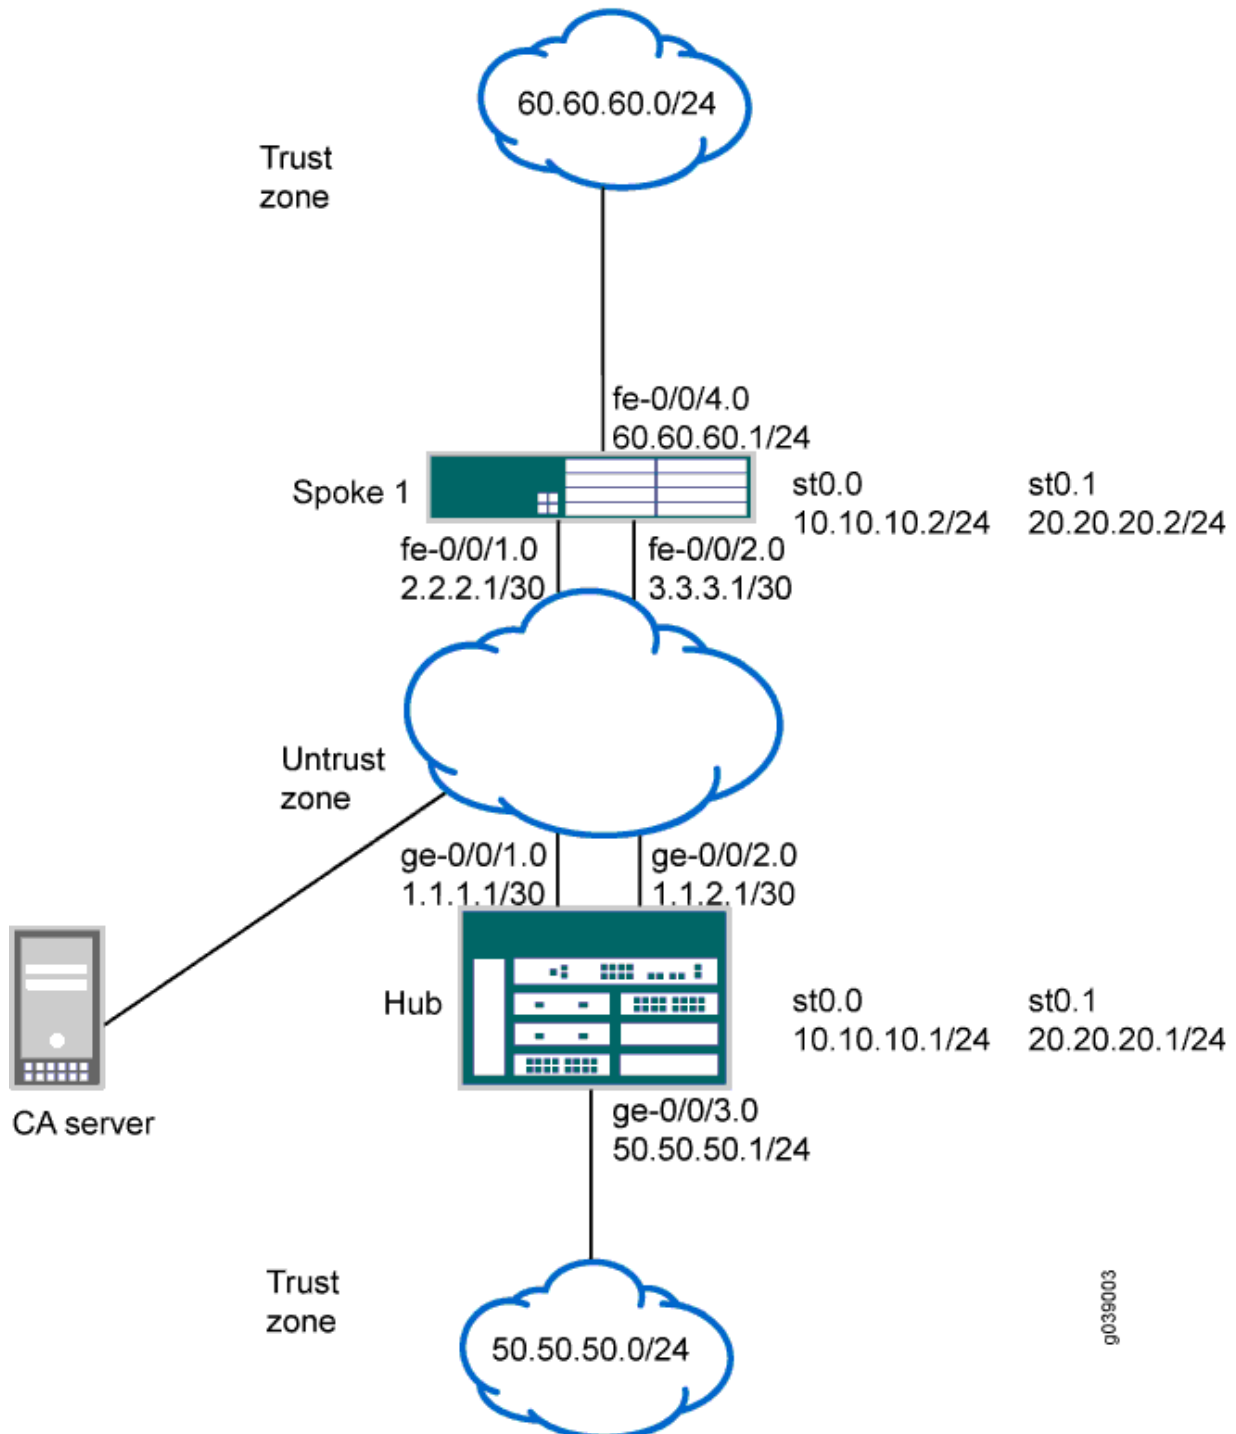 60.60.60.0/24
Trust
zone
fe-0/0/4.0
60.60.60.1/24
Spoke 1
st0.0
10.10.10.2/24
st0.1
20.20.20.2/24
fe-0/0/1.0
2.2.2.1/30
fe-0/0/2.0
3.3.3.1/30
Untrust
zone
ge-0/0/1.0
1.1.1.1/30
ge-0/0/2.0
1.1.2.1/30
Hub
st0.0
10.10.10.1/24
st0.1
20.20.20.1/24
CA server
ge-0/0/3.0
50.50.50.1/24
Trust
zone
50.50.50.0/24
g039003